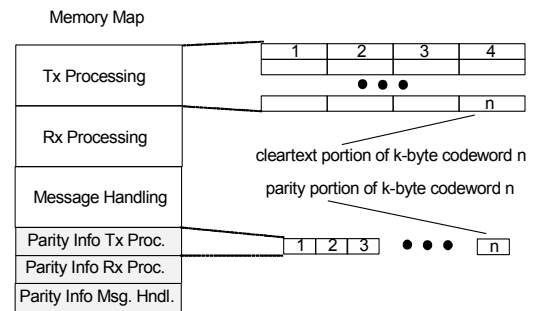 Memory Map
Tx Processing
Rx Processing
Message Handling
Parity Info Tx Proc.
Parity Info Rx Proc.
Parity Info Msg. Hndl.
1 2 3 4
n
cleartext portion of k-byte codeword n
parity portion of k-byte codeword n
1 2 3 n